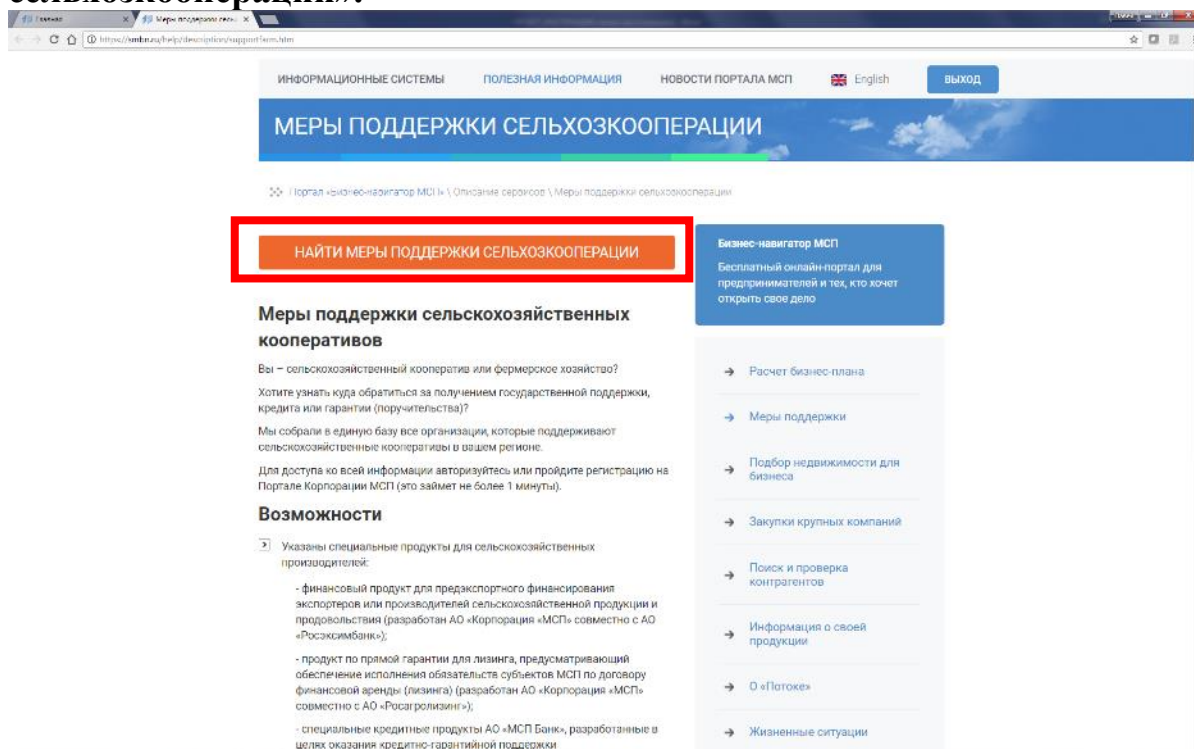 сельхозкооперации».
Главная
Меры поддержки сель
https://smbn.ru/help/description/supportferm.htm
ИНФОРМАЦИОННЫЕ СИСТЕМЫ ПОЛЕЗНАЯ ИНФОРМАЦИЯ НОВОСТИ ПОРТАЛА МСП English ВЫХОД
МЕРЫ ПОДДЕРЖКИ СЕЛЬХОЗКООПЕРАЦИИ
Портал «Бизнес-навигатор МСП» \ Описание сервисов \ Меры поддержки сельхозкооперации
НАЙТИ МЕРЫ ПОДДЕРЖКИ СЕЛЬХОЗКООПЕРАЦИИ
Меры поддержки сельскохозяйственных
кооперативов
Вы – сельскохозяйственный кооператив или фермерское хозяйство?
Хотите узнать куда обратиться за получением государственной поддержки,
кредита или гарантии (поручительства)?
Мы собрали в единую базу все организации, которые поддерживают
сельскохозяйственные кооперативы в вашем регионе.
Для доступа ко всей информации авторизуйтесь или пройдите регистрацию на
Портале Корпорации МСП (это займет не более 1 минуты).
Возможности
Указаны специальные продукты для сельскохозяйственных
производителей:
- финансовый продукт для предэкспортного финансирования
экспортеров или производителей сельскохозяйственной продукции и
продовольствия (разработан АО «Корпорация «МСП» совместно с АО
«Росэксимбанк»);
- продукт по прямой гарантии для лизинга, предусматривающий
обеспечение исполнения обязательств субъектов МСП по договору
финансовой аренды (лизинга) (разработан АО «Корпорация «МСП»
совместно с АО «Росагролизинг»);
- специальные кредитные продукты АО «МСП Банк», разработанные в
целях оказания кредитно-гарантийной поддержки
Бизнес-навигатор МСП
Бесплатный онлайн-портал для
предпринимателей и тех, кто хочет
открыть свое дело
Расчет бизнес-плана
Меры поддержки
Подбор недвижимости для
бизнеса
Закупки крупных компаний
Поиск и проверка
контрагентов
Информация о своей
продукции
О «Потоке»
Жизненные ситуации